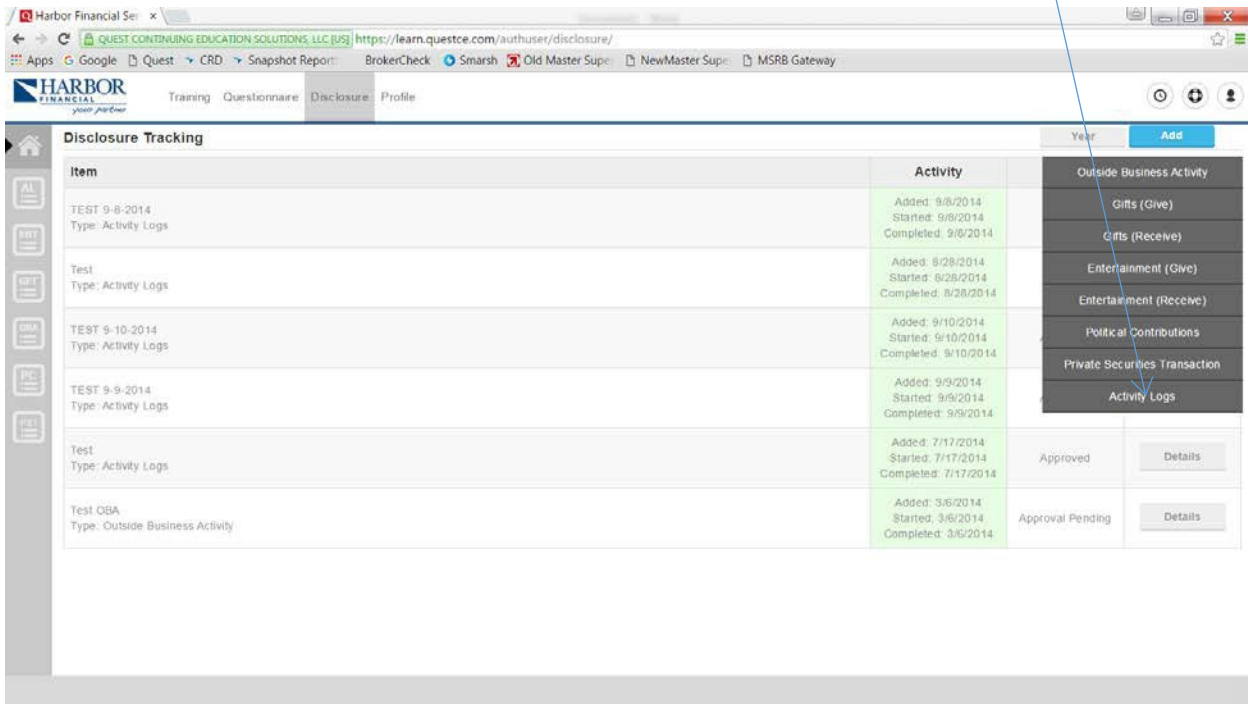 Harbor Financial Ser ×
QUEST CONTINUING EDUCATION SOLUTIONS, LLC [US] https://learn.questce.com/authuser/disclosure/
Apps Google Quest CRD Snapshot Report BrokerCheck Smarsh Old Master Supe NewMaster Supe MSRB Gateway
HARBOR
FINANCIAL
your partner
Training Questionnaire Disclosure Profile
Disclosure Tracking
Year Add
Item Activity
Outside Business Activity
Gifts (Give)
Gifts (Receive)
Entertainment (Give)
Entertainment (Receive)
Political Contributions
Private Securities Transaction
Activity Logs
AL
ENT
GFT
OBA
PC
PST
TEST 9-8-2014
Type: Activity Logs
Added: 9/8/2014
Started: 9/8/2014
Completed: 9/8/2014
Test
Type: Activity Logs
Added: 8/28/2014
Started: 8/28/2014
Completed: 8/28/2014
TEST 9-10-2014
Type: Activity Logs
Added: 9/10/2014
Started: 9/10/2014
Completed: 9/10/2014
TEST 9-9-2014
Type: Activity Logs
Added: 9/9/2014
Started: 9/9/2014
Completed: 9/9/2014
Test
Type: Activity Logs
Added: 7/17/2014
Started: 7/17/2014
Completed: 7/17/2014
Approved
Details
Test OBA
Type: Outside Business Activity
Added: 3/6/2014
Started: 3/6/2014
Completed: 3/6/2014
Approval Pending
Details